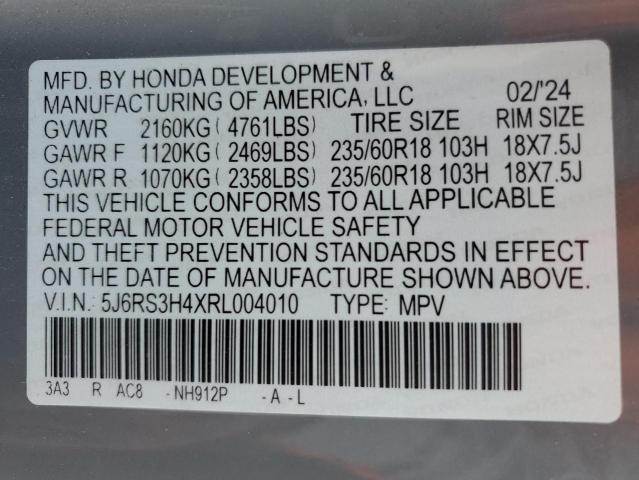 MFD. BY HONDA DEVELOPMENT &
MANUFACTURING OF AMERICA, LLC 02/'24
GVWR 2160KG( 4761LBS) TIRE SIZE RIM SIZE
GAWR F 1120KG( 2469LBS) 235/60R18 103H 18X7.5J
GAWR R 1070KG( 2358LBS) 235/60R18 103H 18X7.5J
THIS VEHICLE CONFORMS TO ALL APPLICABLE
FEDERAL MOTOR VEHICLE SAFETY
AND THEFT PREVENTION STANDARDS IN EFFECT
ON THE DATE OF MANUFACTURE SHOWN ABOVE.
V.I.N.: 5J6RS3H4XRL004010 TYPE: MPV
3A3 R AC8 -NH912P -A-L